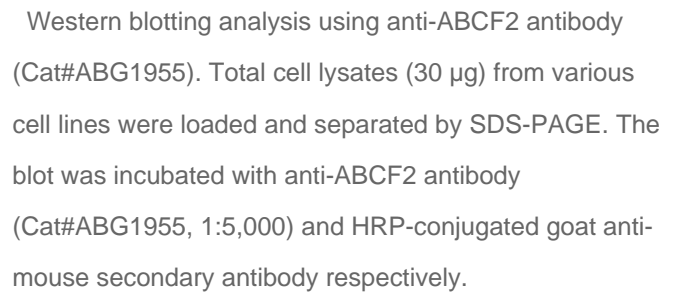 Western blotting analysis using anti-ABCF2 antibody
(Cat#ABG1955). Total cell lysates (30 µg) from various
cell lines were loaded and separated by SDS-PAGE. The
blot was incubated with anti-ABCF2 antibody
(Cat#ABG1955, 1:5,000) and HRP-conjugated goat anti-
mouse secondary antibody respectively.